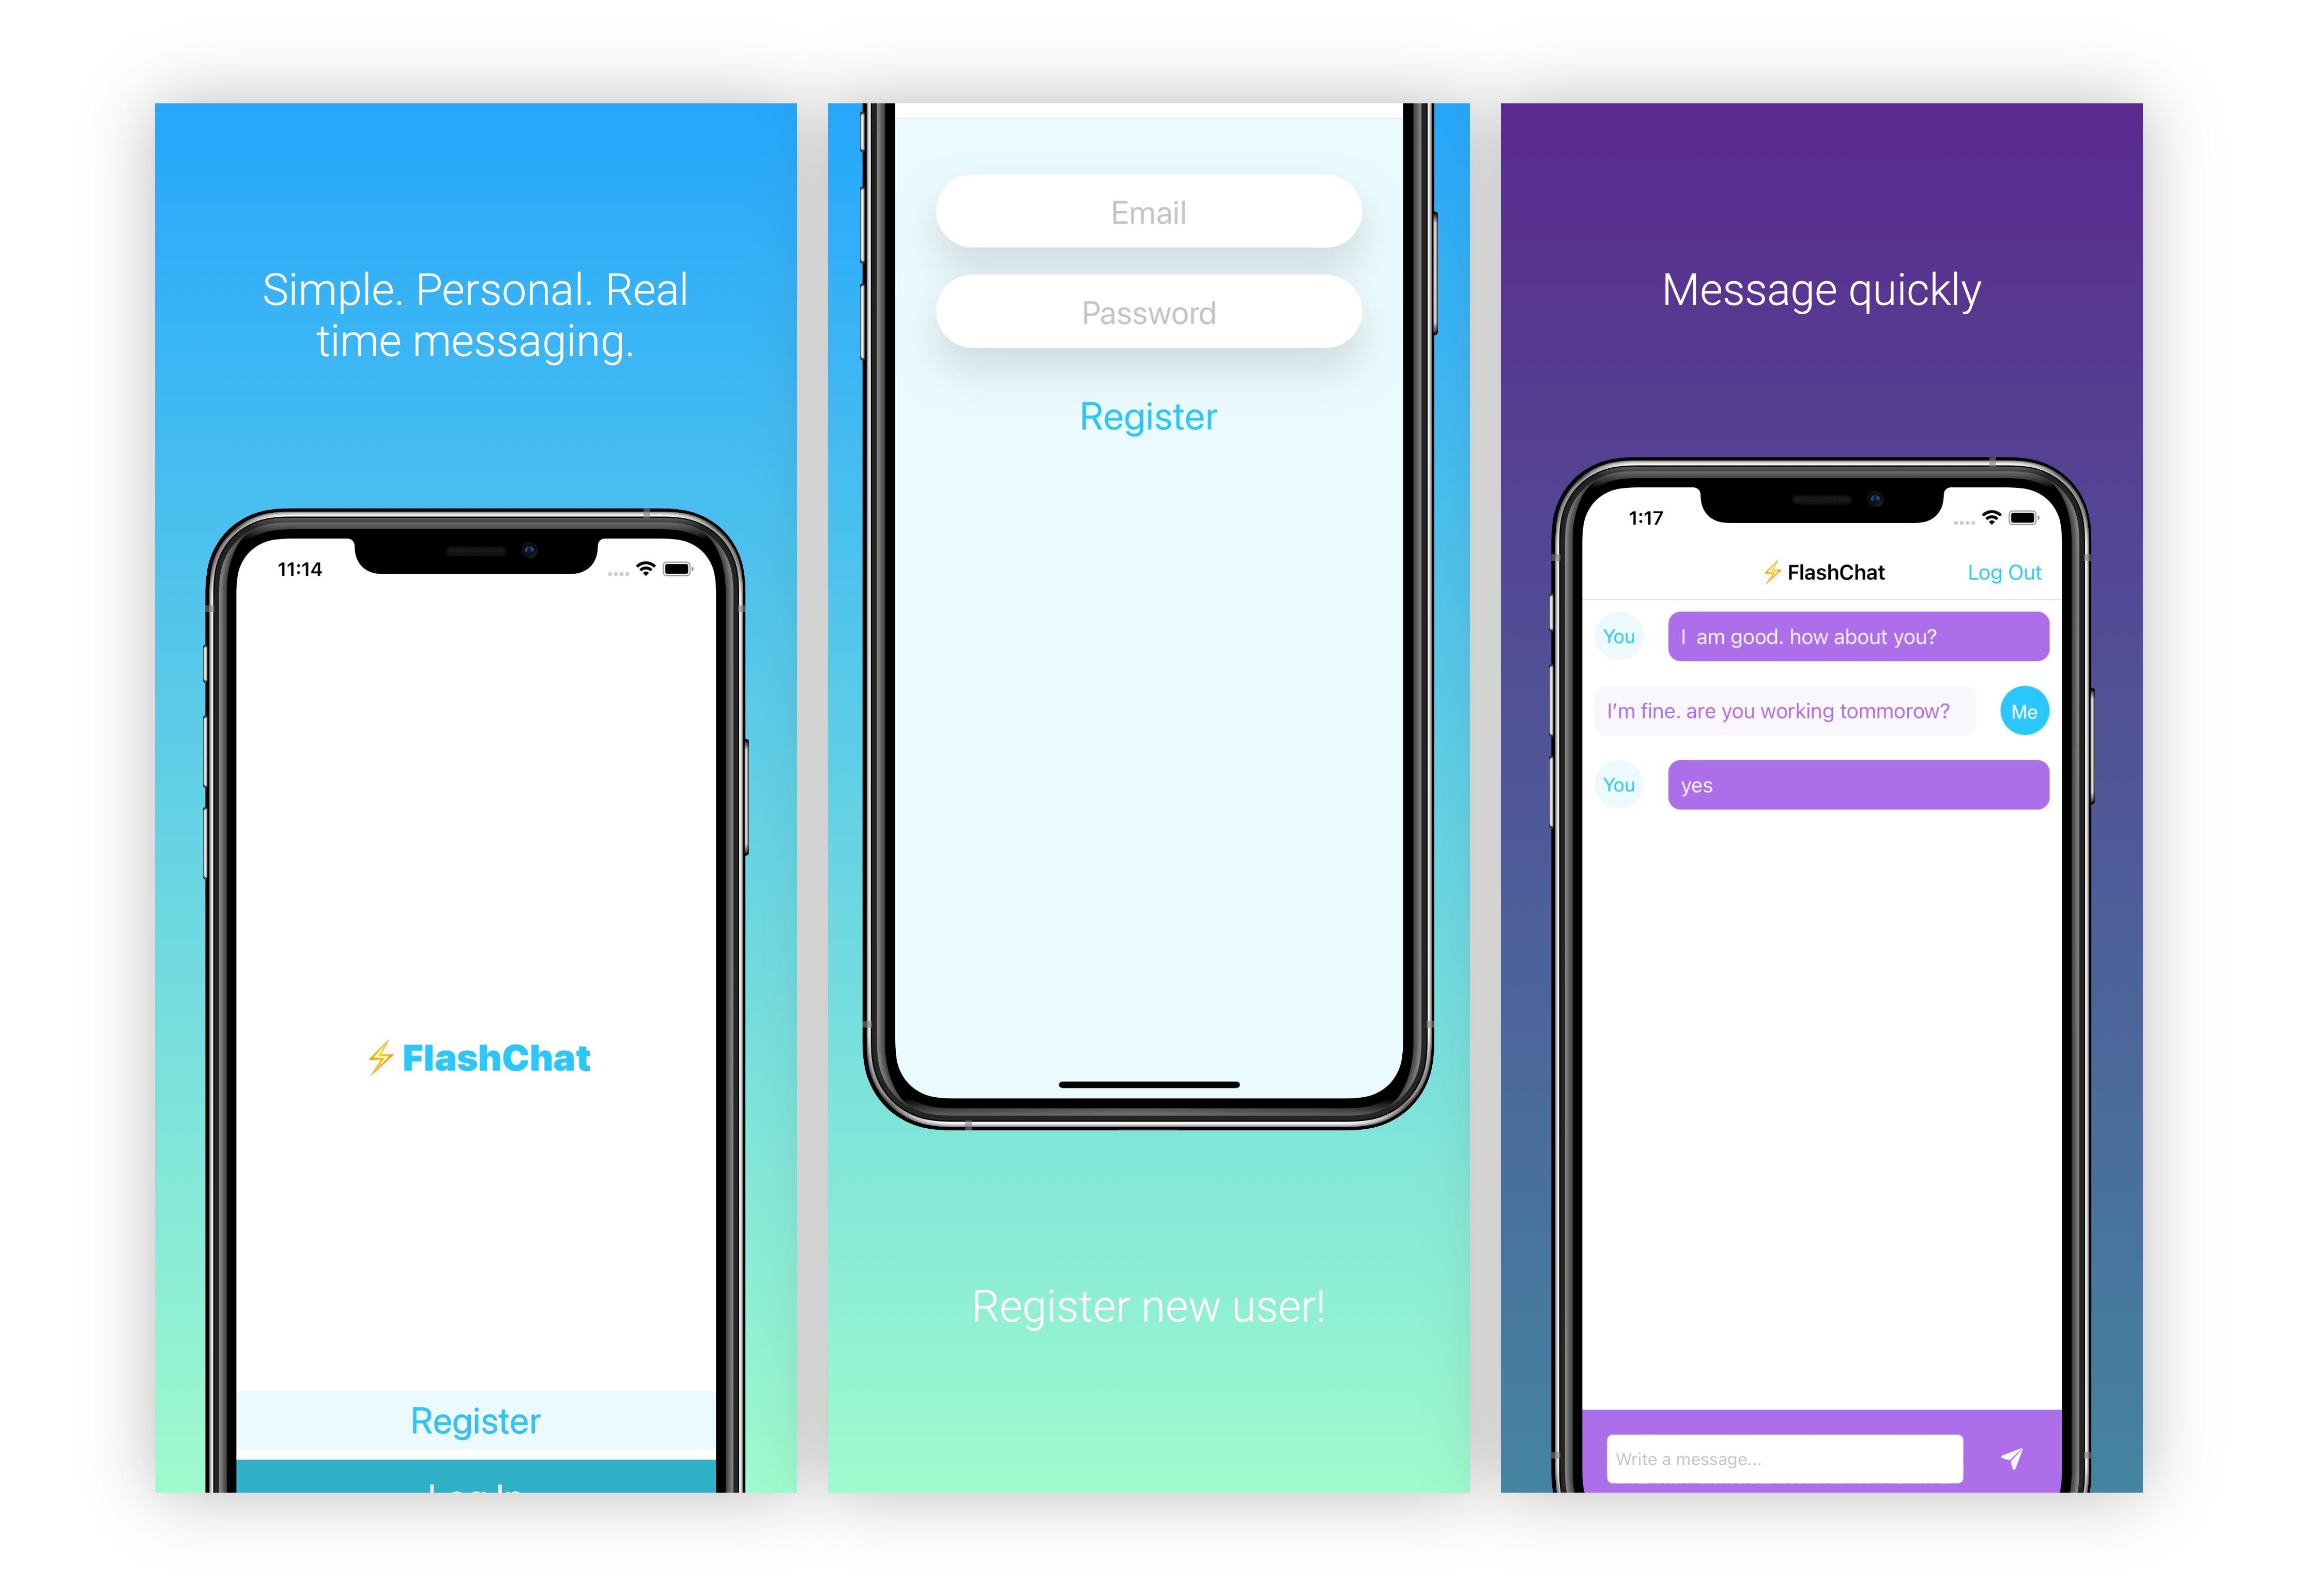 Simple. Personal. Real
time messaging.
11:14
⚡FlashChat
Register
Log In
Email
Password
Register
Register new user!
Message quickly
1:17
⚡FlashChat
Log Out
You
I  am good. how about you?
I'm fine. are you working tommorow?
Me
You
yes
Write a message...